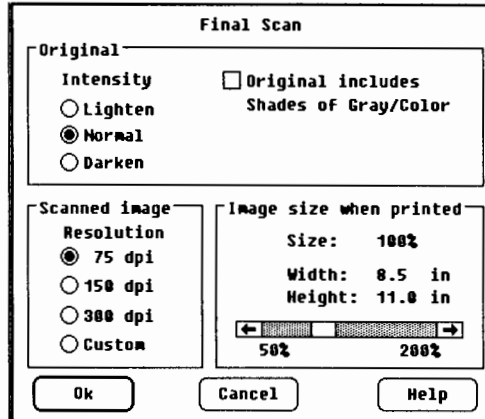 Final Scan
Original
Intensity
Lighten
Normal
Darken
Original includes
Shades of Gray/Color
Scanned image
Resolution
75 dpi
150 dpi
300 dpi
Custom
Image size when printed
Size: 100%
Width: 8.5 in
Height: 11.0 in
50% 200%
Ok Cancel Help